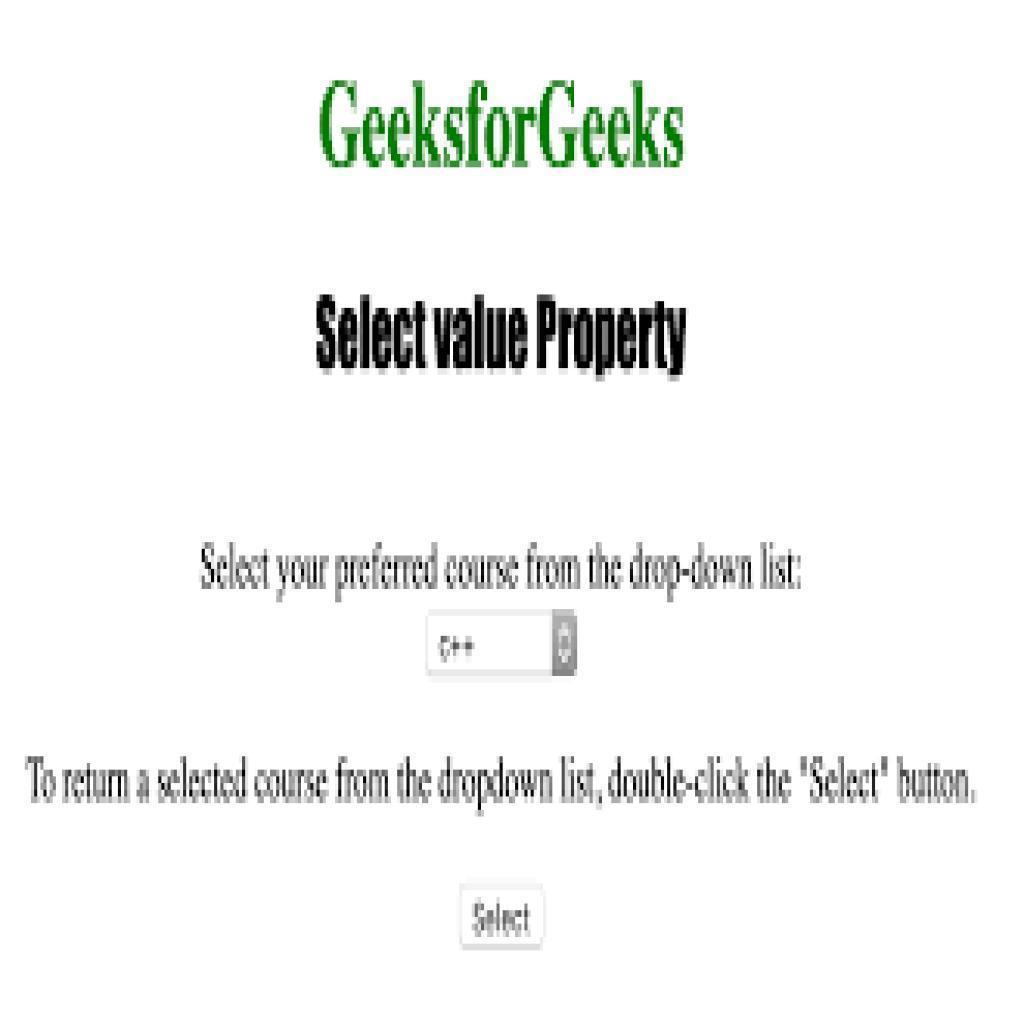 GeeksforGeeks
Select value Property
Select your preferred course from the drop-down list:
c++
To return a selected course from the dropdown list, double-click the "Select" button.
Select